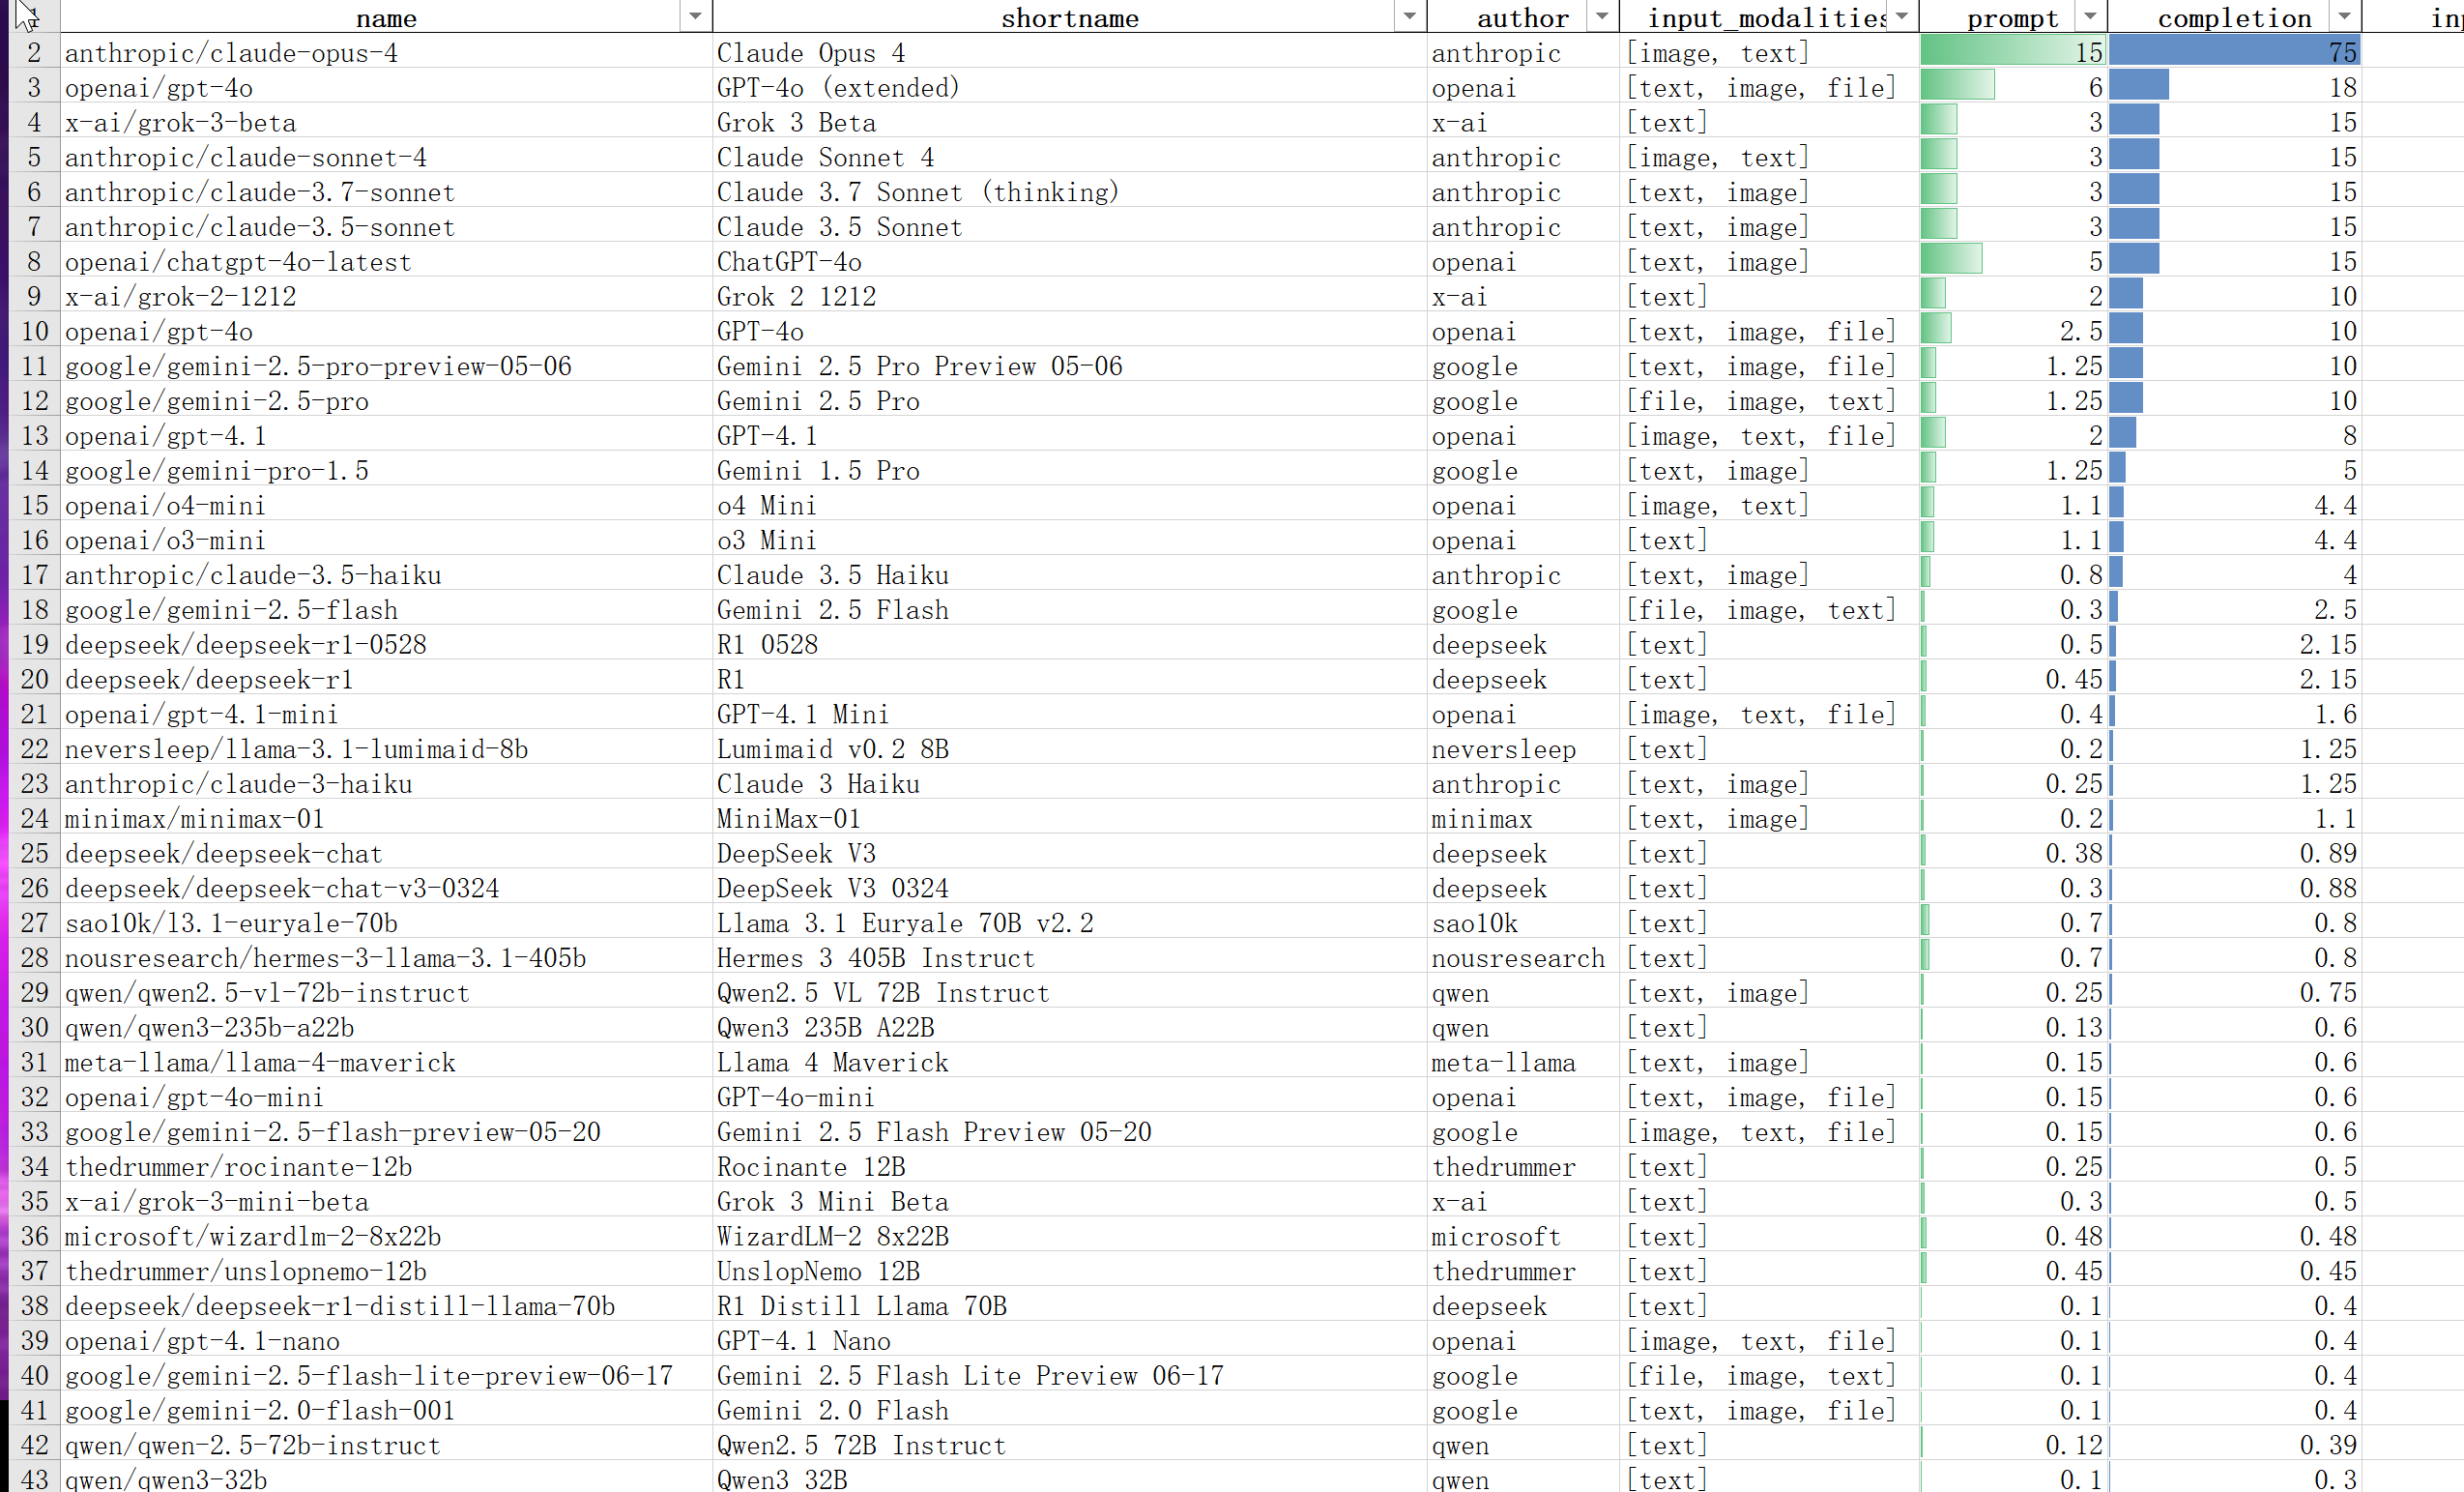 name shortname author input_modalities prompt completion
2 anthropic/claude-opus-4 Claude Opus 4 anthropic [image, text] 15 75
3 openai/gpt-4o GPT-4o (extended) openai [text, image, file] 6 18
4 x-ai/grok-3-beta Grok 3 Beta x-ai [text] 3 15
5 anthropic/claude-sonnet-4 Claude Sonnet 4 anthropic [image, text] 3 15
6 anthropic/claude-3.7-sonnet Claude 3.7 Sonnet (thinking) anthropic [text, image] 3 15
7 anthropic/claude-3.5-sonnet Claude 3.5 Sonnet anthropic [text, image] 3 15
8 openai/chatgpt-4o-latest ChatGPT-4o openai [text, image] 5 15
9 x-ai/grok-2-1212 Grok 2 1212 x-ai [text] 2 10
10 openai/gpt-4o GPT-4o openai [text, image, file] 2.5 10
11 google/gemini-2.5-pro-preview-05-06 Gemini 2.5 Pro Preview 05-06 google [text, image, file] 1.25 10
12 google/gemini-2.5-pro Gemini 2.5 Pro google [file, image, text] 1.25 10
13 openai/gpt-4.1 GPT-4.1 openai [image, text, file] 2 8
14 google/gemini-pro-1.5 Gemini 1.5 Pro google [text, image] 1.25 5
15 openai/o4-mini o4 Mini openai [image, text] 1.1 4.4
16 openai/o3-mini o3 Mini openai [text] 1.1 4.4
17 anthropic/claude-3.5-haiku Claude 3.5 Haiku anthropic [text, image] 0.8 4
18 google/gemini-2.5-flash Gemini 2.5 Flash google [file, image, text] 0.3 2.5
19 deepseek/deepseek-r1-0528 R1 0528 deepseek [text] 0.5 2.15
20 deepseek/deepseek-r1 R1 deepseek [text] 0.45 2.15
21 openai/gpt-4.1-mini GPT-4.1 Mini openai [image, text, file] 0.4 1.6
22 neversleep/llama-3.1-lumimaid-8b Lumimaid v0.2 8B neversleep [text] 0.2 1.25
23 anthropic/claude-3-haiku Claude 3 Haiku anthropic [text, image] 0.25 1.25
24 minimax/minimax-01 MiniMax-01 minimax [text, image] 0.2 1.1
25 deepseek/deepseek-chat DeepSeek V3 deepseek [text] 0.38 0.89
26 deepseek/deepseek-chat-v3-0324 DeepSeek V3 0324 deepseek [text] 0.3 0.88
27 sao10k/l3.1-euryale-70b Llama 3.1 Euryale 70B v2.2 sao10k [text] 0.7 0.8
28 nousresearch/hermes-3-llama-3.1-405b Hermes 3 405B Instruct nousresearch [text] 0.7 0.8
29 qwen/qwen2.5-vl-72b-instruct Qwen2.5 VL 72B Instruct qwen [text, image] 0.25 0.75
30 qwen/qwen3-235b-a22b Qwen3 235B A22B qwen [text] 0.13 0.6
31 meta-llama/llama-4-maverick Llama 4 Maverick meta-llama [text, image] 0.15 0.6
32 openai/gpt-4o-mini GPT-4o-mini openai [text, image, file] 0.15 0.6
33 google/gemini-2.5-flash-preview-05-20 Gemini 2.5 Flash Preview 05-20 google [image, text, file] 0.15 0.6
34 thedrummer/rocinante-12b Rocinante 12B thedrummer [text] 0.25 0.5
35 x-ai/grok-3-mini-beta Grok 3 Mini Beta x-ai [text] 0.3 0.5
36 microsoft/wizardlm-2-8x22b WizardLM-2 8x22B microsoft [text] 0.48 0.48
37 thedrummer/unslopnemo-12b UnslopNemo 12B thedrummer [text] 0.45 0.45
38 deepseek/deepseek-r1-distill-llama-70b R1 Distill Llama 70B deepseek [text] 0.1 0.4
39 openai/gpt-4.1-nano GPT-4.1 Nano openai [image, text, file] 0.1 0.4
40 google/gemini-2.5-flash-lite-preview-06-17 Gemini 2.5 Flash Lite Preview 06-17 google [file, image, text] 0.1 0.4
41 google/gemini-2.0-flash-001 Gemini 2.0 Flash google [text, image, file] 0.1 0.4
42 qwen/qwen-2.5-72b-instruct Qwen2.5 72B Instruct qwen [text] 0.12 0.39
43 qwen/qwen3-32b Qwen3 32B qwen [text] 0.1 0.3